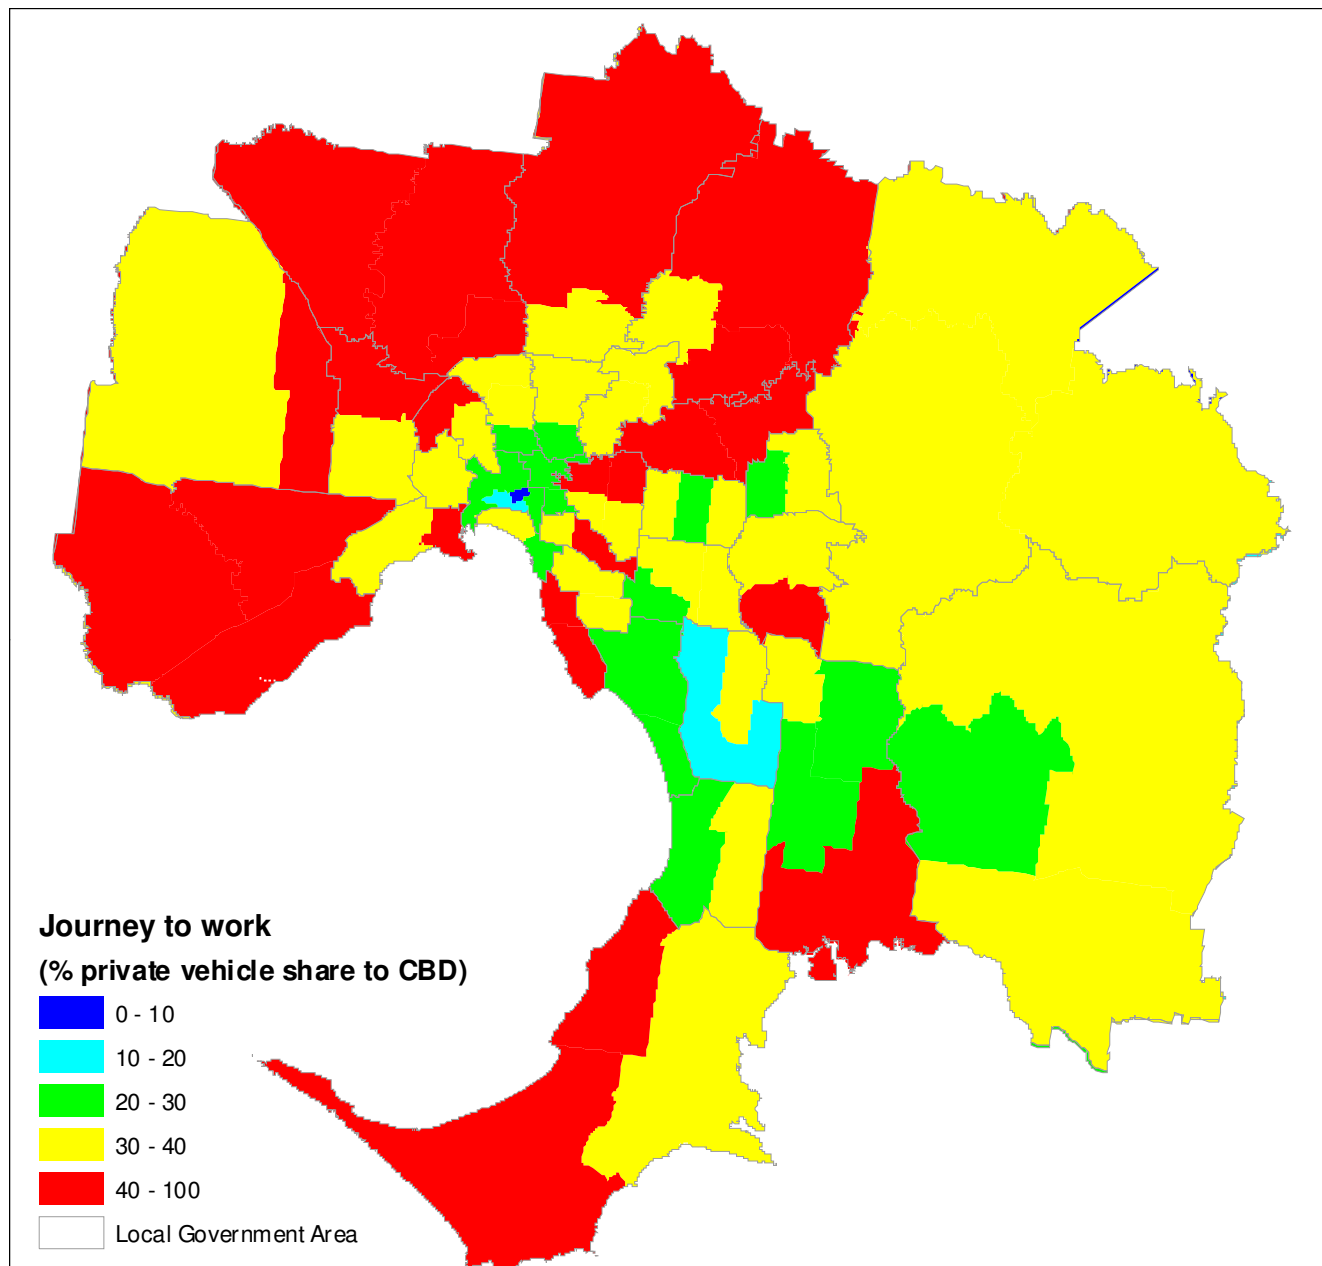 Journey to work
(% private vehicle share to CBD)
0 - 10
10 - 20
20 - 30
30 - 40
40 - 100
Local Government Area